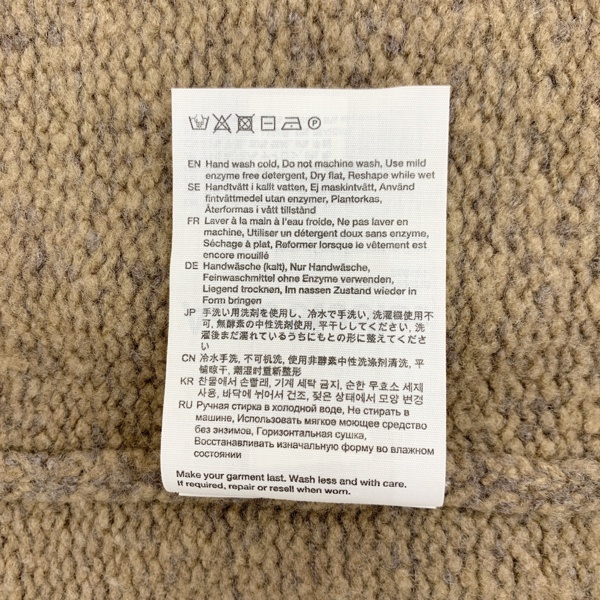 P
EN Hand wash cold, Do not machine wash, Use mild
enzyme free detergent, Dry flat, Reshape while wet
SE Handtvätt i kallt vatten, Ej maskintvätt, Använd
fintvättmedel utan enzymer, Plantorkas,
Återformas i vått tillstånd
FR Laver à la main à l'eau froide, Ne pas laver en
machine, Utiliser un détergent doux sans enzyme,
Séchage à plat, Reformer lorsque le vêtement est
encore mouillé
DE Handwäsche (kalt), Nur Handwäsche,
Feinwaschmittel ohne Enzyme verwenden,
Liegend trocknen, Im nassen Zustand wieder in
Form bringen
JP 手洗い用洗剤を使用し、冷水で手洗い, 洗濯機使用不
可, 無酵素の中性洗剤使用, 平干ししてください, 洗
濯後まだ濡れているうちにもとの形に整えてくださ
い
CN 冷水手洗, 不可机洗, 使用非酵素中性洗涤剂清洗, 平
铺晾干, 潮湿时重新整形
KR 찬물에서 손빨래, 기계 세탁 금지, 순한 무효소 세제
사용, 바닥에 뉘어서 건조, 젖은 상태에서 모양 변경
RU Ручная стирка в холодной воде, Не стирать в
машине, Использовать мягкое моющее средство
без энзимов, Горизонтальная сушка,
Восстанавливать изначальную форму во влажном
состоянии
Make your garment last. Wash less and with care.
If required, repair or resell when worn.